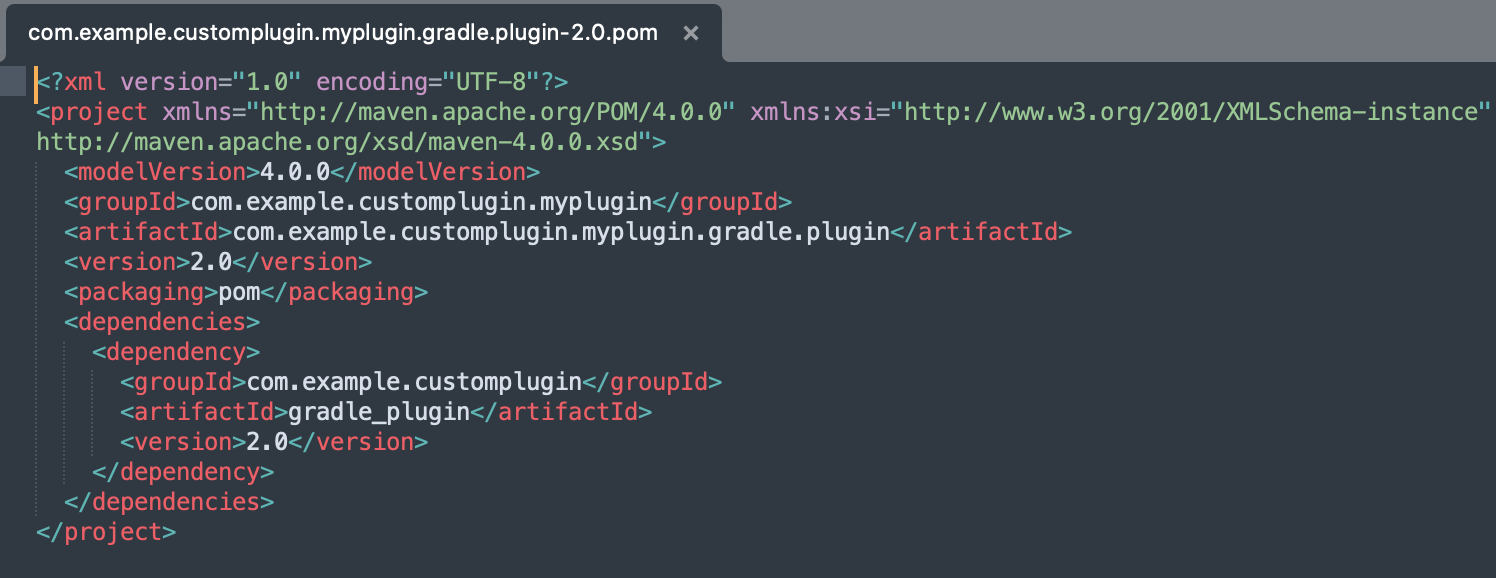 com.example.customplugin.myplugin.gradle.plugin-2.0.pom ×
<?xml version="1.0" encoding="UTF-8"?>
<project xmlns="http://maven.apache.org/POM/4.0.0" xmlns:xsi="http://www.w3.org/2001/XMLSchema-instance"
http://maven.apache.org/xsd/maven-4.0.0.xsd">
<modelVersion>4.0.0</modelVersion>
<groupId>com.example.customplugin.myplugin</groupId>
<artifactId>com.example.customplugin.myplugin.gradle.plugin</artifactId>
<version>2.0</version>
<packaging>pom</packaging>
<dependencies>
<dependency>
<groupId>com.example.customplugin</groupId>
<artifactId>gradle_plugin</artifactId>
<version>2.0</version>
</dependency>
</dependencies>
</project>